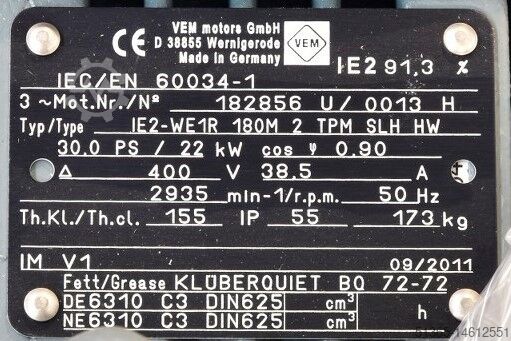 VEM motors GmbH
D 38855 Wernigerode
Made in Germany
CE
VEM
IE2 91,3 %
IEC/EN 60034-1
3 ~Mot.Nr./Nº 182856 U/ 0013 H
Typ/Type IE2-WE1R 180M 2 TPM SLH HW
30.0 PS / 22 kW cos φ 0.90
Δ 400 V 38.5 A
2935 min-1/r.p.m. 50 Hz
Th.Kl./Th.cl. 155 IP 55 173 kg
IM V1 09/2011
Fett/Grease KLÜBERQUIET BQ 72-72
DE6310 C3 DIN625 cm³
NE6310 C3 DIN625 cm³ h
14612551